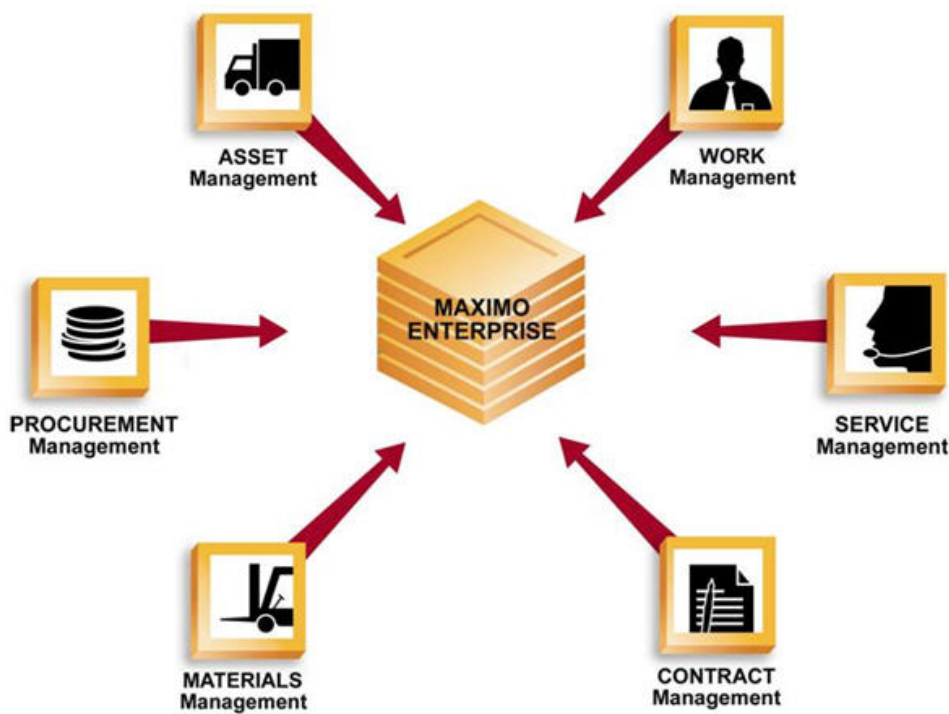 ASSET
Management
WORK
Management
MAXIMO
ENTERPRISE
PROCUREMENT
Management
SERVICE
Management
MATERIALS
Management
CONTRACT
Management